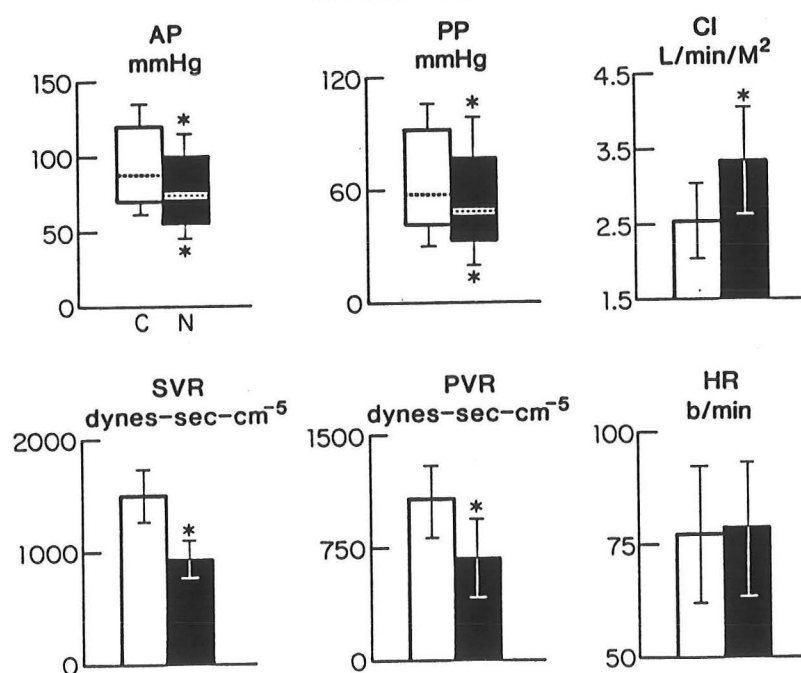 AP
mmHg
150
100
50
0
C N
*
*
PP
mmHg
120
60
0
*
*
CI
L/min/M²
4.5
3.5
2.5
1.5
*
SVR
dynes-sec-cm⁻⁵
2000
1000
0
*
PVR
dynes-sec-cm⁻⁵
1500
750
0
*
HR
b/min
100
75
50